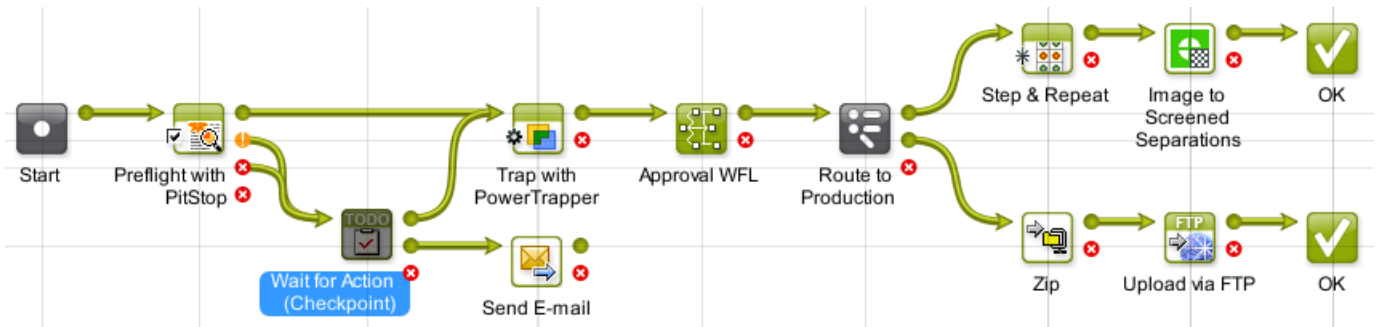 Start
Preflight with
PitStop
TODO
Wait for Action
(Checkpoint)
Trap with
PowerTrapper
Send E-mail
Approval WFL
Route to
Production
Step & Repeat
Image to
Screened
Separations
OK
Zip
FTP
Upload via FTP
OK